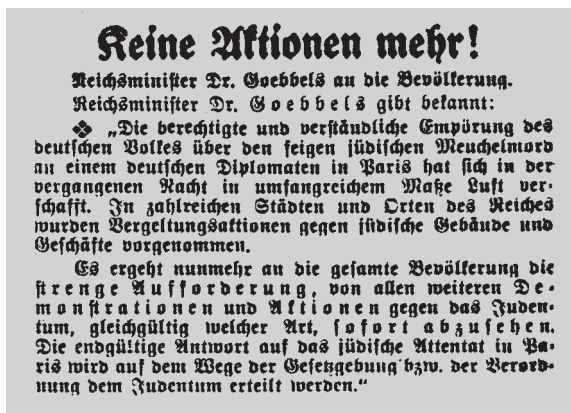 Keine Aktionen mehr!
Reichsminister Dr. Goebbels an die Bevölkerung.
Reichsminister Dr. Goebbels gibt bekannt:
❖ „Die berechtigte und verständliche Empörung des
deutschen Volkes über den feigen jüdischen Meuchelmord
an einem deutschen Diplomaten in Paris hat sich in der
vergangenen Nacht in umfangreichem Maße Luft ver-
schafft. In zahlreichen Städten und Orten des Reiches
wurden Vergeltungsaktionen gegen jüdische Gebäude und
Geschäfte vorgenommen.
Es ergeht nunmehr an die gesamte Bevölkerung die
strenge Aufforderung, von allen weiteren De-
monstrationen und Aktionen gegen das Juden-
tum, gleichgültig welcher Art, sofort abzusehen.
Die endgültige Antwort auf das jüdische Attentat in Pa-
ris wird auf dem Wege der Gesetzgebung bzw. der Verord-
nung dem Judentum erteilt werden.“